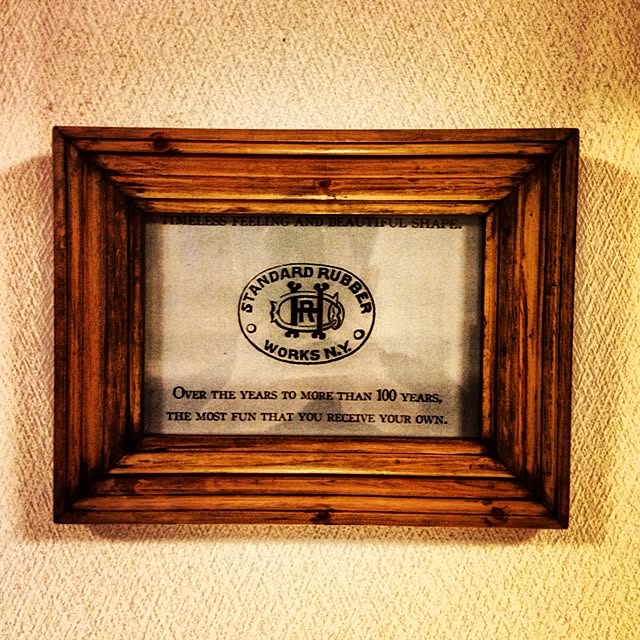 TIMELESS FEELING AND BEAUTIFUL SHAPE.
STANDARD RUBBER
WORKS N.Y.
OVER THE YEARS TO MORE THAN 100 YEARS,
THE MOST FUN THAT YOU RECEIVE YOUR OWN.